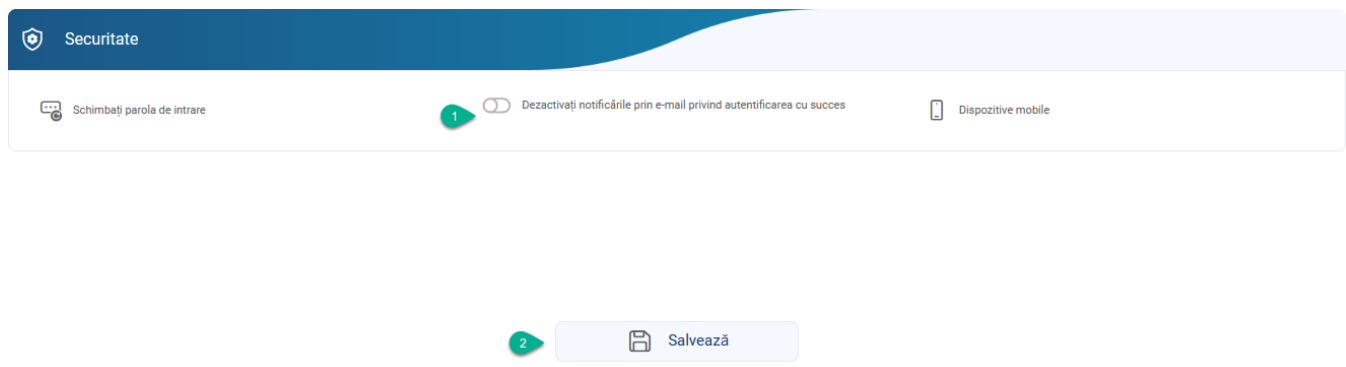 Securitate
Schimbați parola de intrare
1
Dezactivați notificările prin e-mail privind autentificarea cu succes
Dispozitive mobile
2
Salvează